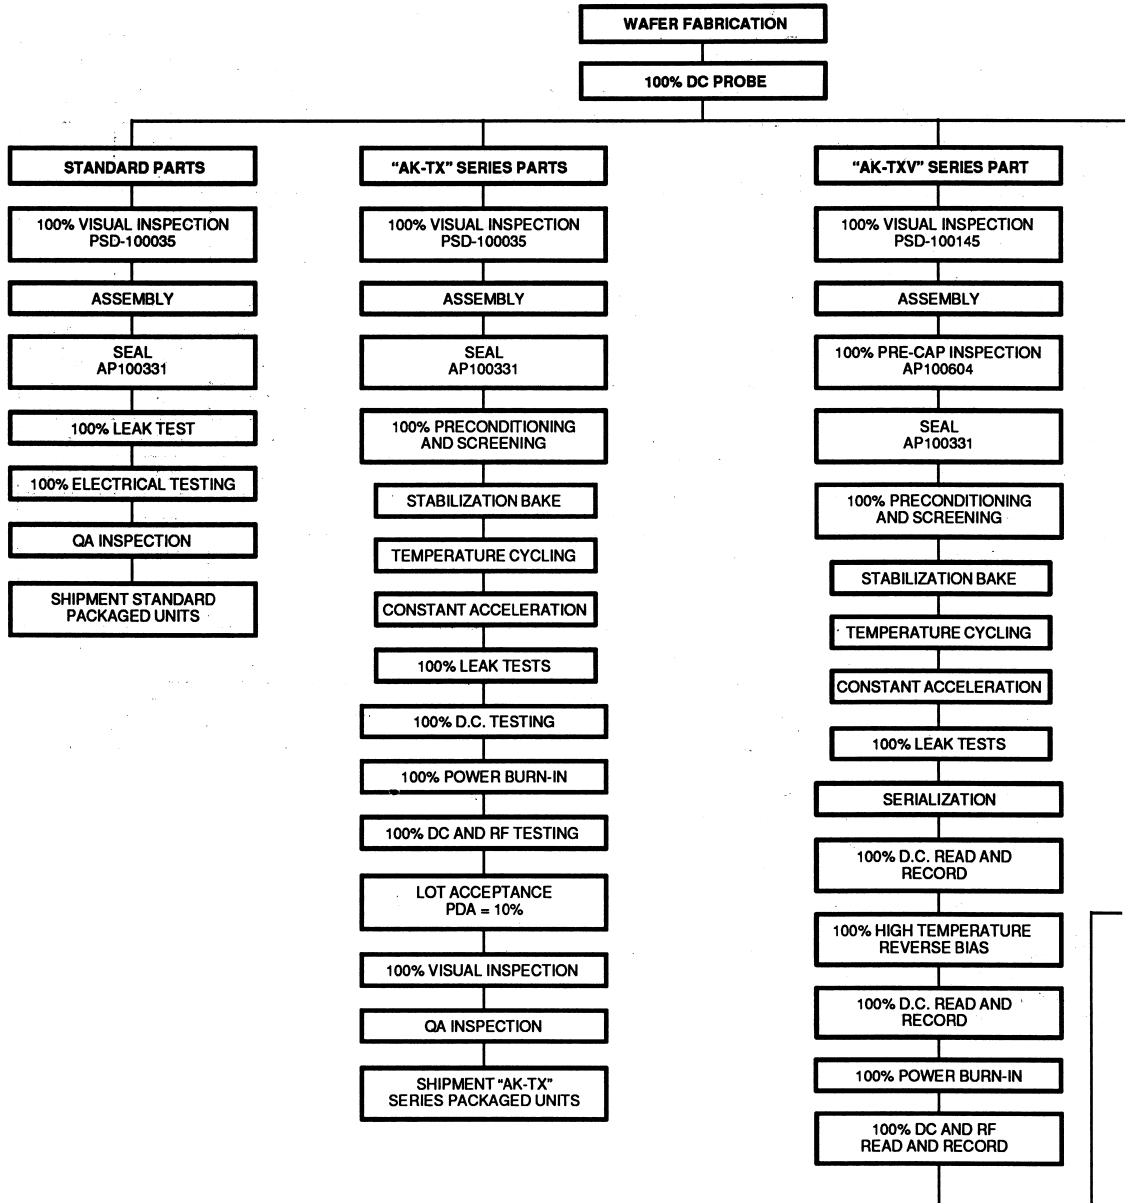 WAFER FABRICATION
100% DC PROBE
STANDARD PARTS
100% VISUAL INSPECTION
PSD-100035
ASSEMBLY
SEAL
AP100331
100% LEAK TEST
100% ELECTRICAL TESTING
QA INSPECTION
SHIPMENT STANDARD
PACKAGED UNITS
“AK-TX” SERIES PARTS
100% VISUAL INSPECTION
PSD-100035
ASSEMBLY
SEAL
AP100331
100% PRECONDITIONING
AND SCREENING
STABILIZATION BAKE
TEMPERATURE CYCLING
CONSTANT ACCELERATION
100% LEAK TESTS
100% D.C. TESTING
100% POWER BURN-IN
100% DC AND RF TESTING
LOT ACCEPTANCE
PDA = 10%
100% VISUAL INSPECTION
QA INSPECTION
SHIPMENT “AK-TX”
SERIES PACKAGED UNITS
“AK-TXV” SERIES PART
100% VISUAL INSPECTION
PSD-100145
ASSEMBLY
100% PRE-CAP INSPECTION
AP100604
SEAL
AP100331
100% PRECONDITIONING
AND SCREENING
STABILIZATION BAKE
TEMPERATURE CYCLING
CONSTANT ACCELERATION
100% LEAK TESTS
SERIALIZATION
100% D.C. READ AND
RECORD
100% HIGH TEMPERATURE
REVERSE BIAS
100% D.C. READ AND
RECORD
100% POWER BURN-IN
100% DC AND RF
READ AND RECORD